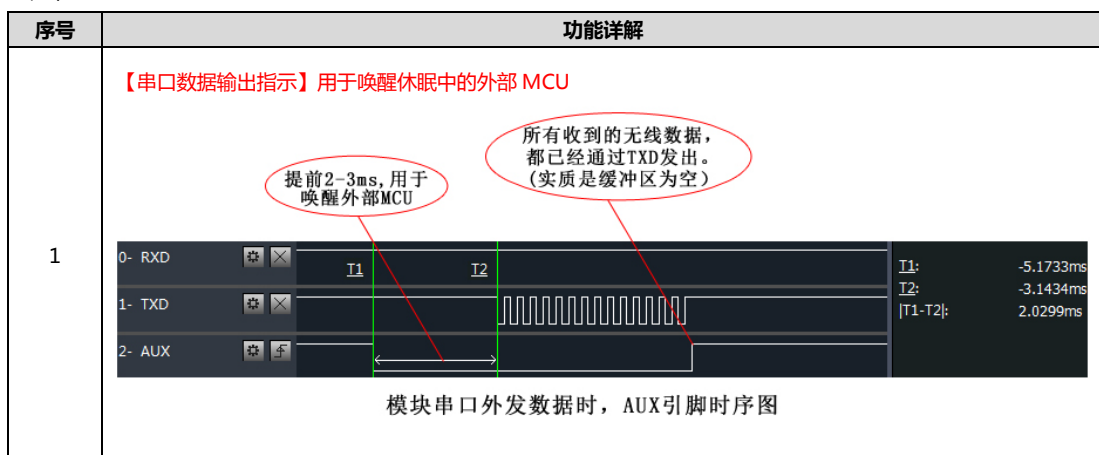 序号 功能详解
【串口数据输出指示】用于唤醒休眠中的外部 MCU
所有收到的无线数据，
都已经通过TXD发出。
(实质是缓冲区为空)
提前2-3ms,用于
唤醒外部MCU
1
0- RXD
T1 T2
T1: -5.1733ms
T2: -3.1434ms
|T1-T2|: 2.0299ms
1- TXD
2- AUX
模块串口外发数据时，AUX引脚时序图